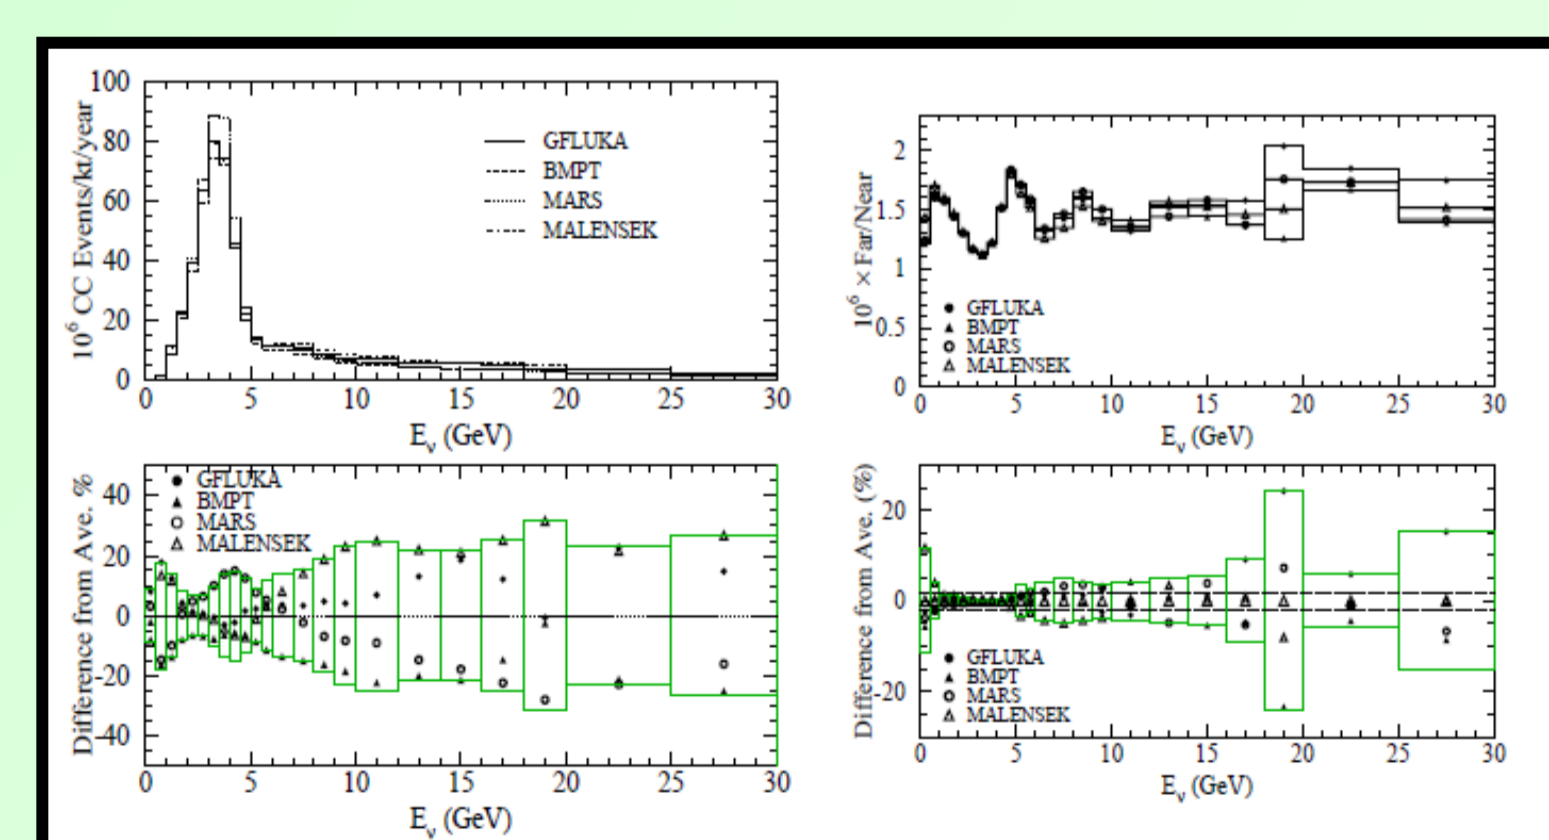 10⁶ CC Events/kt/year
100
80
60
40
20
0
GFLUKA
BMPT
MARS
MALENSEK
0 5 10 15 20 25 30
Eν (GeV)
10⁶ × Far/Near
2
1.5
1
0.5
0
GFLUKA
BMPT
MARS
MALENSEK
0 5 10 15 20 25 30
Eν (GeV)
Difference from Ave. %
40
20
0
-20
-40
GFLUKA
BMPT
MARS
MALENSEK
0 5 10 15 20 25 30
Eν (GeV)
Difference from Ave. (%)
20
0
-20
GFLUKA
BMPT
MARS
MALENSEK
0 5 10 15 20 25 30
Eν (GeV)